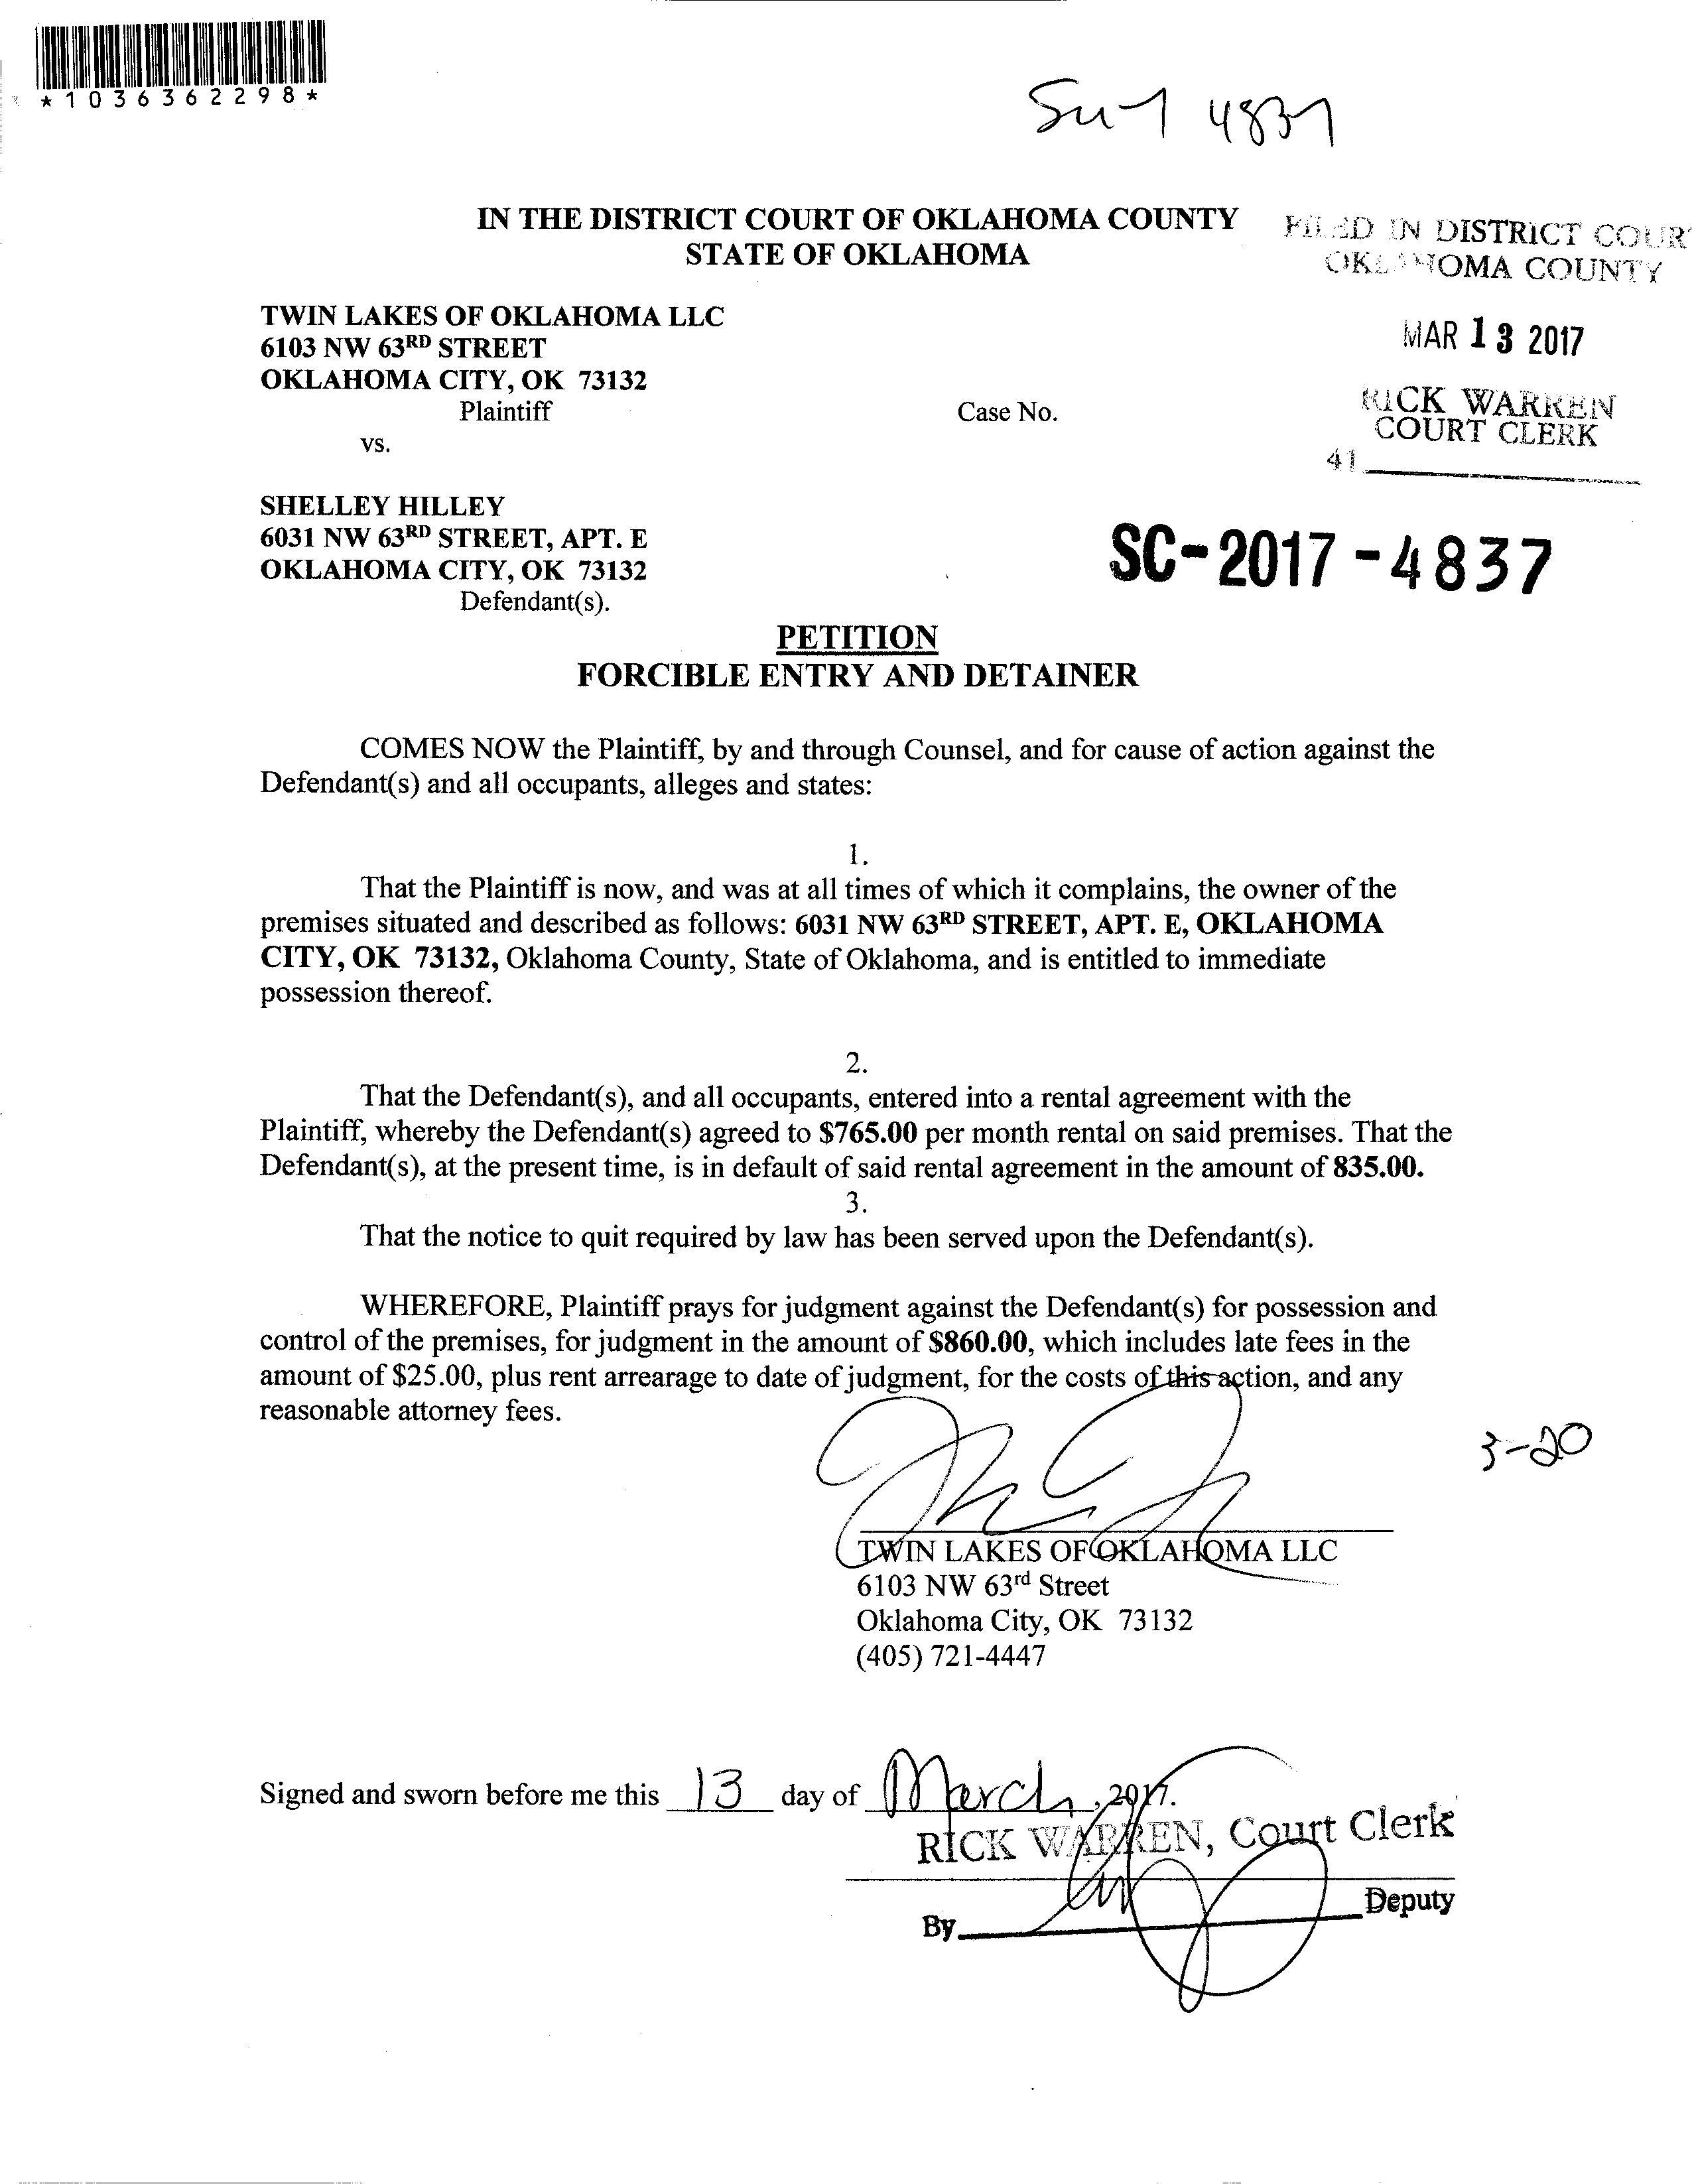 *1036362298*
4837
IN THE DISTRICT COURT OF OKLAHOMA COUNTY
STATE OF OKLAHOMA
FILED IN DISTRICT COURT
OKLAHOMA COUNTY
MAR 13 2017
RICK WARREN
COURT CLERK
41
TWIN LAKES OF OKLAHOMA LLC
6103 NW 63RD STREET
OKLAHOMA CITY, OK 73132
Plaintiff
Case No.
vs.
SHELLEY HILLEY
6031 NW 63RD STREET, APT. E
OKLAHOMA CITY, OK 73132
Defendant(s).
SC-2017-4837
PETITION
FORCIBLE ENTRY AND DETAINER
COMES NOW the Plaintiff, by and through Counsel, and for cause of action against the
Defendant(s) and all occupants, alleges and states:
1.
That the Plaintiff is now, and was at all times of which it complains, the owner of the
premises situated and described as follows: 6031 NW 63RD STREET, APT. E, OKLAHOMA
CITY, OK 73132, Oklahoma County, State of Oklahoma, and is entitled to immediate
possession thereof.
2.
That the Defendant(s), and all occupants, entered into a rental agreement with the
Plaintiff, whereby the Defendant(s) agreed to $765.00 per month rental on said premises. That the
Defendant(s), at the present time, is in default of said rental agreement in the amount of 835.00.
3.
That the notice to quit required by law has been served upon the Defendant(s).
WHEREFORE, Plaintiff prays for judgment against the Defendant(s) for possession and
control of the premises, for judgment in the amount of $860.00, which includes late fees in the
amount of $25.00, plus rent arrearage to date of judgment, for the costs of this action, and any
reasonable attorney fees.
3-20
TWIN LAKES OF OKLAHOMA LLC
6103 NW 63rd Street
Oklahoma City, OK 73132
(405) 721-4447
Signed and sworn before me this 13 day of March, 2017.
RICK WARREN, Court Clerk
By Deputy